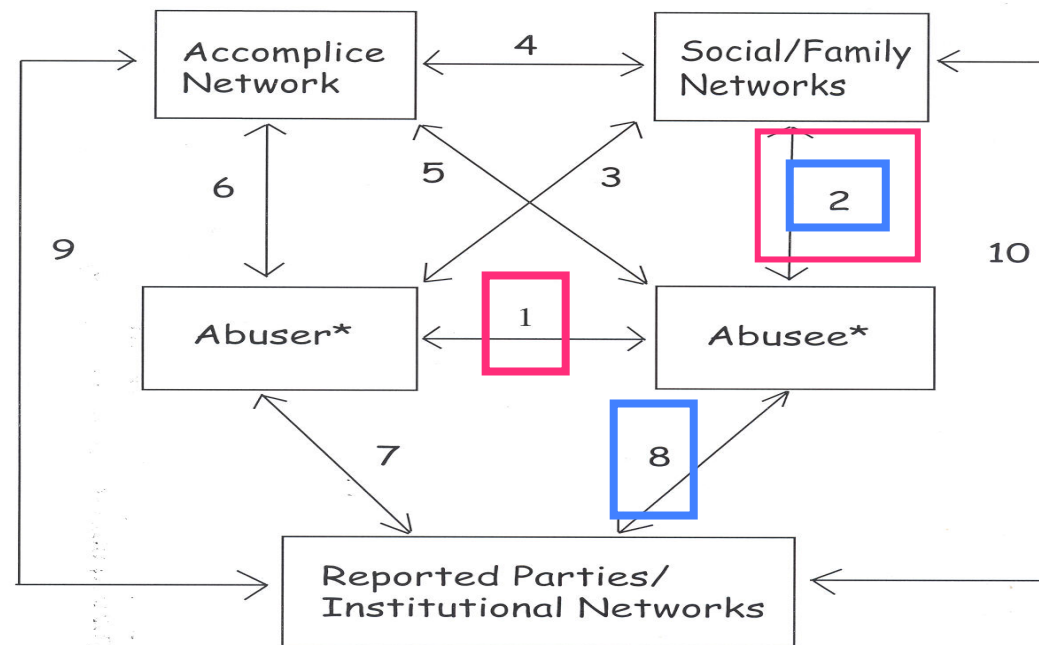 Accomplice
Network
4
Social/Family
Networks
6
5
3
2
9
10
Abuser*
1
Abusee*
7
8
Reported Parties/
Institutional Networks